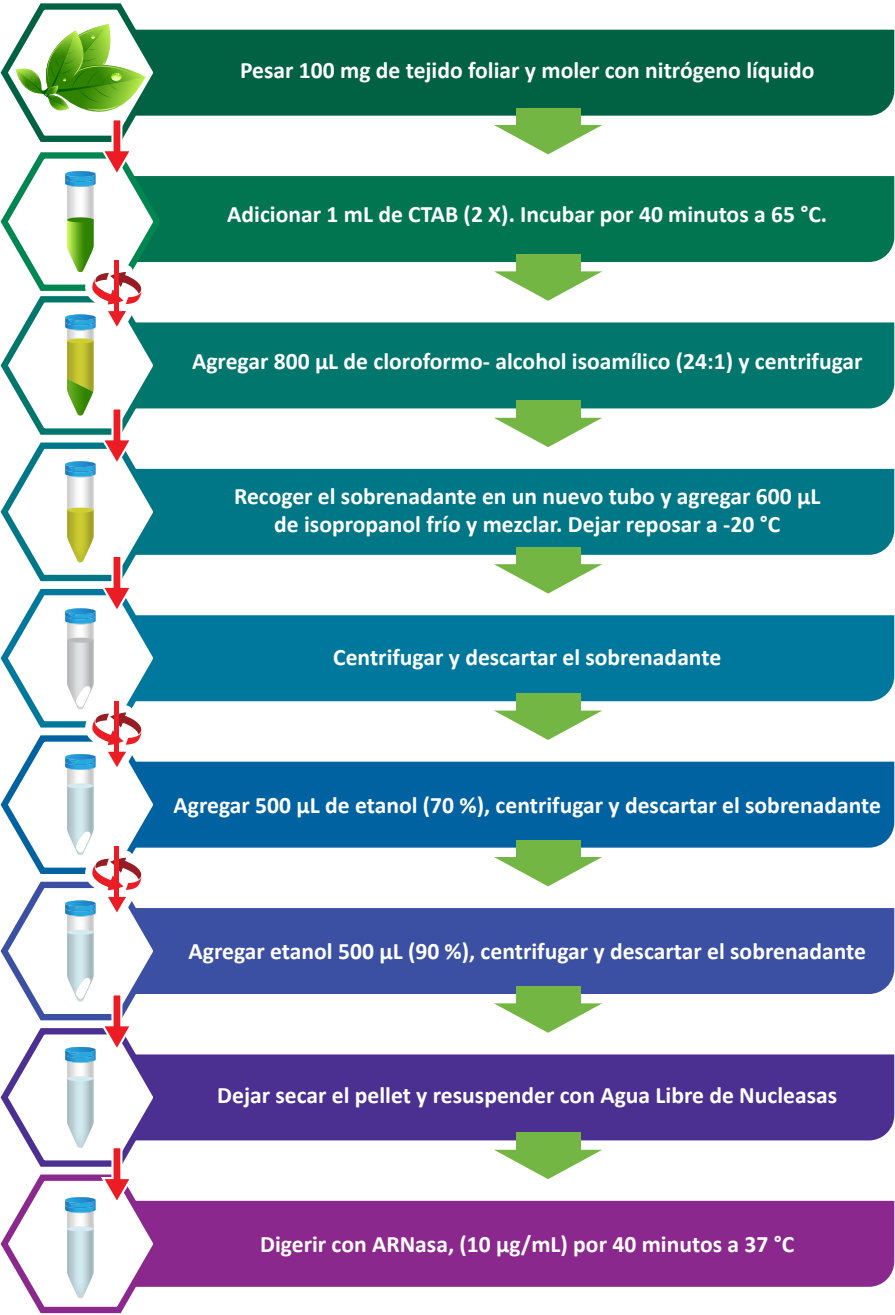 Pesar 100 mg de tejido foliar y moler con nitrógeno líquido
Adicionar 1 mL de CTAB (2 X). Incubar por 40 minutos a 65 °C.
Agregar 800 µL de cloroformo- alcohol isoamílico (24:1) y centrifugar
Recoger el sobrenadante en un nuevo tubo y agregar 600 µL
de isopropanol frío y mezclar. Dejar reposar a -20 °C
Centrifugar y descartar el sobrenadante
Agregar 500 µL de etanol (70 %), centrifugar y descartar el sobrenadante
Agregar etanol 500 µL (90 %), centrifugar y descartar el sobrenadante
Dejar secar el pellet y resuspender con Agua Libre de Nucleasas
Digerir con ARNasa, (10 µg/mL) por 40 minutos a 37 °C